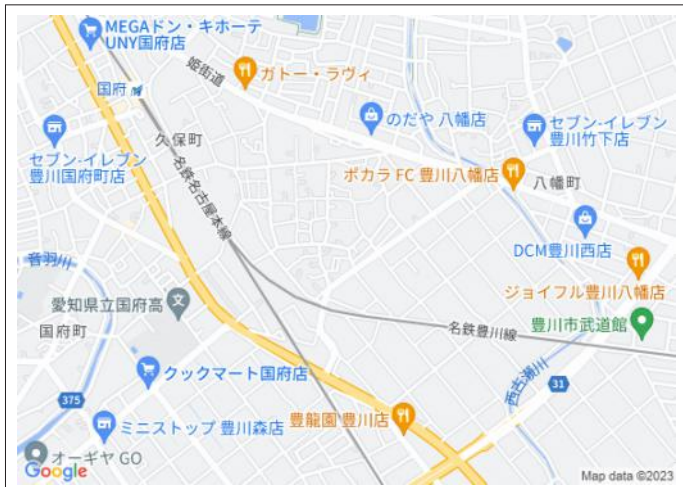 MEGAドン・キホーテ
UNY国府店
姫街道
ガトー・ラヴィ
国府
のだや 八幡店
セブン-イレブン
豊川竹下店
久保町
セブン-イレブン
豊川国府町店
名鉄名古屋本線
ポカラ FC 豊川八幡店
八幡町
DCM豊川西店
音羽川
ジョイフル豊川八幡店
愛知県立国府高
国府町
名鉄豊川線
豊川市武道館
クックマート国府店
西古瀬川
375
31
ミニストップ 豊川森店
豊龍園 豊川店
オーギヤ GO
Google
Map data ©2023